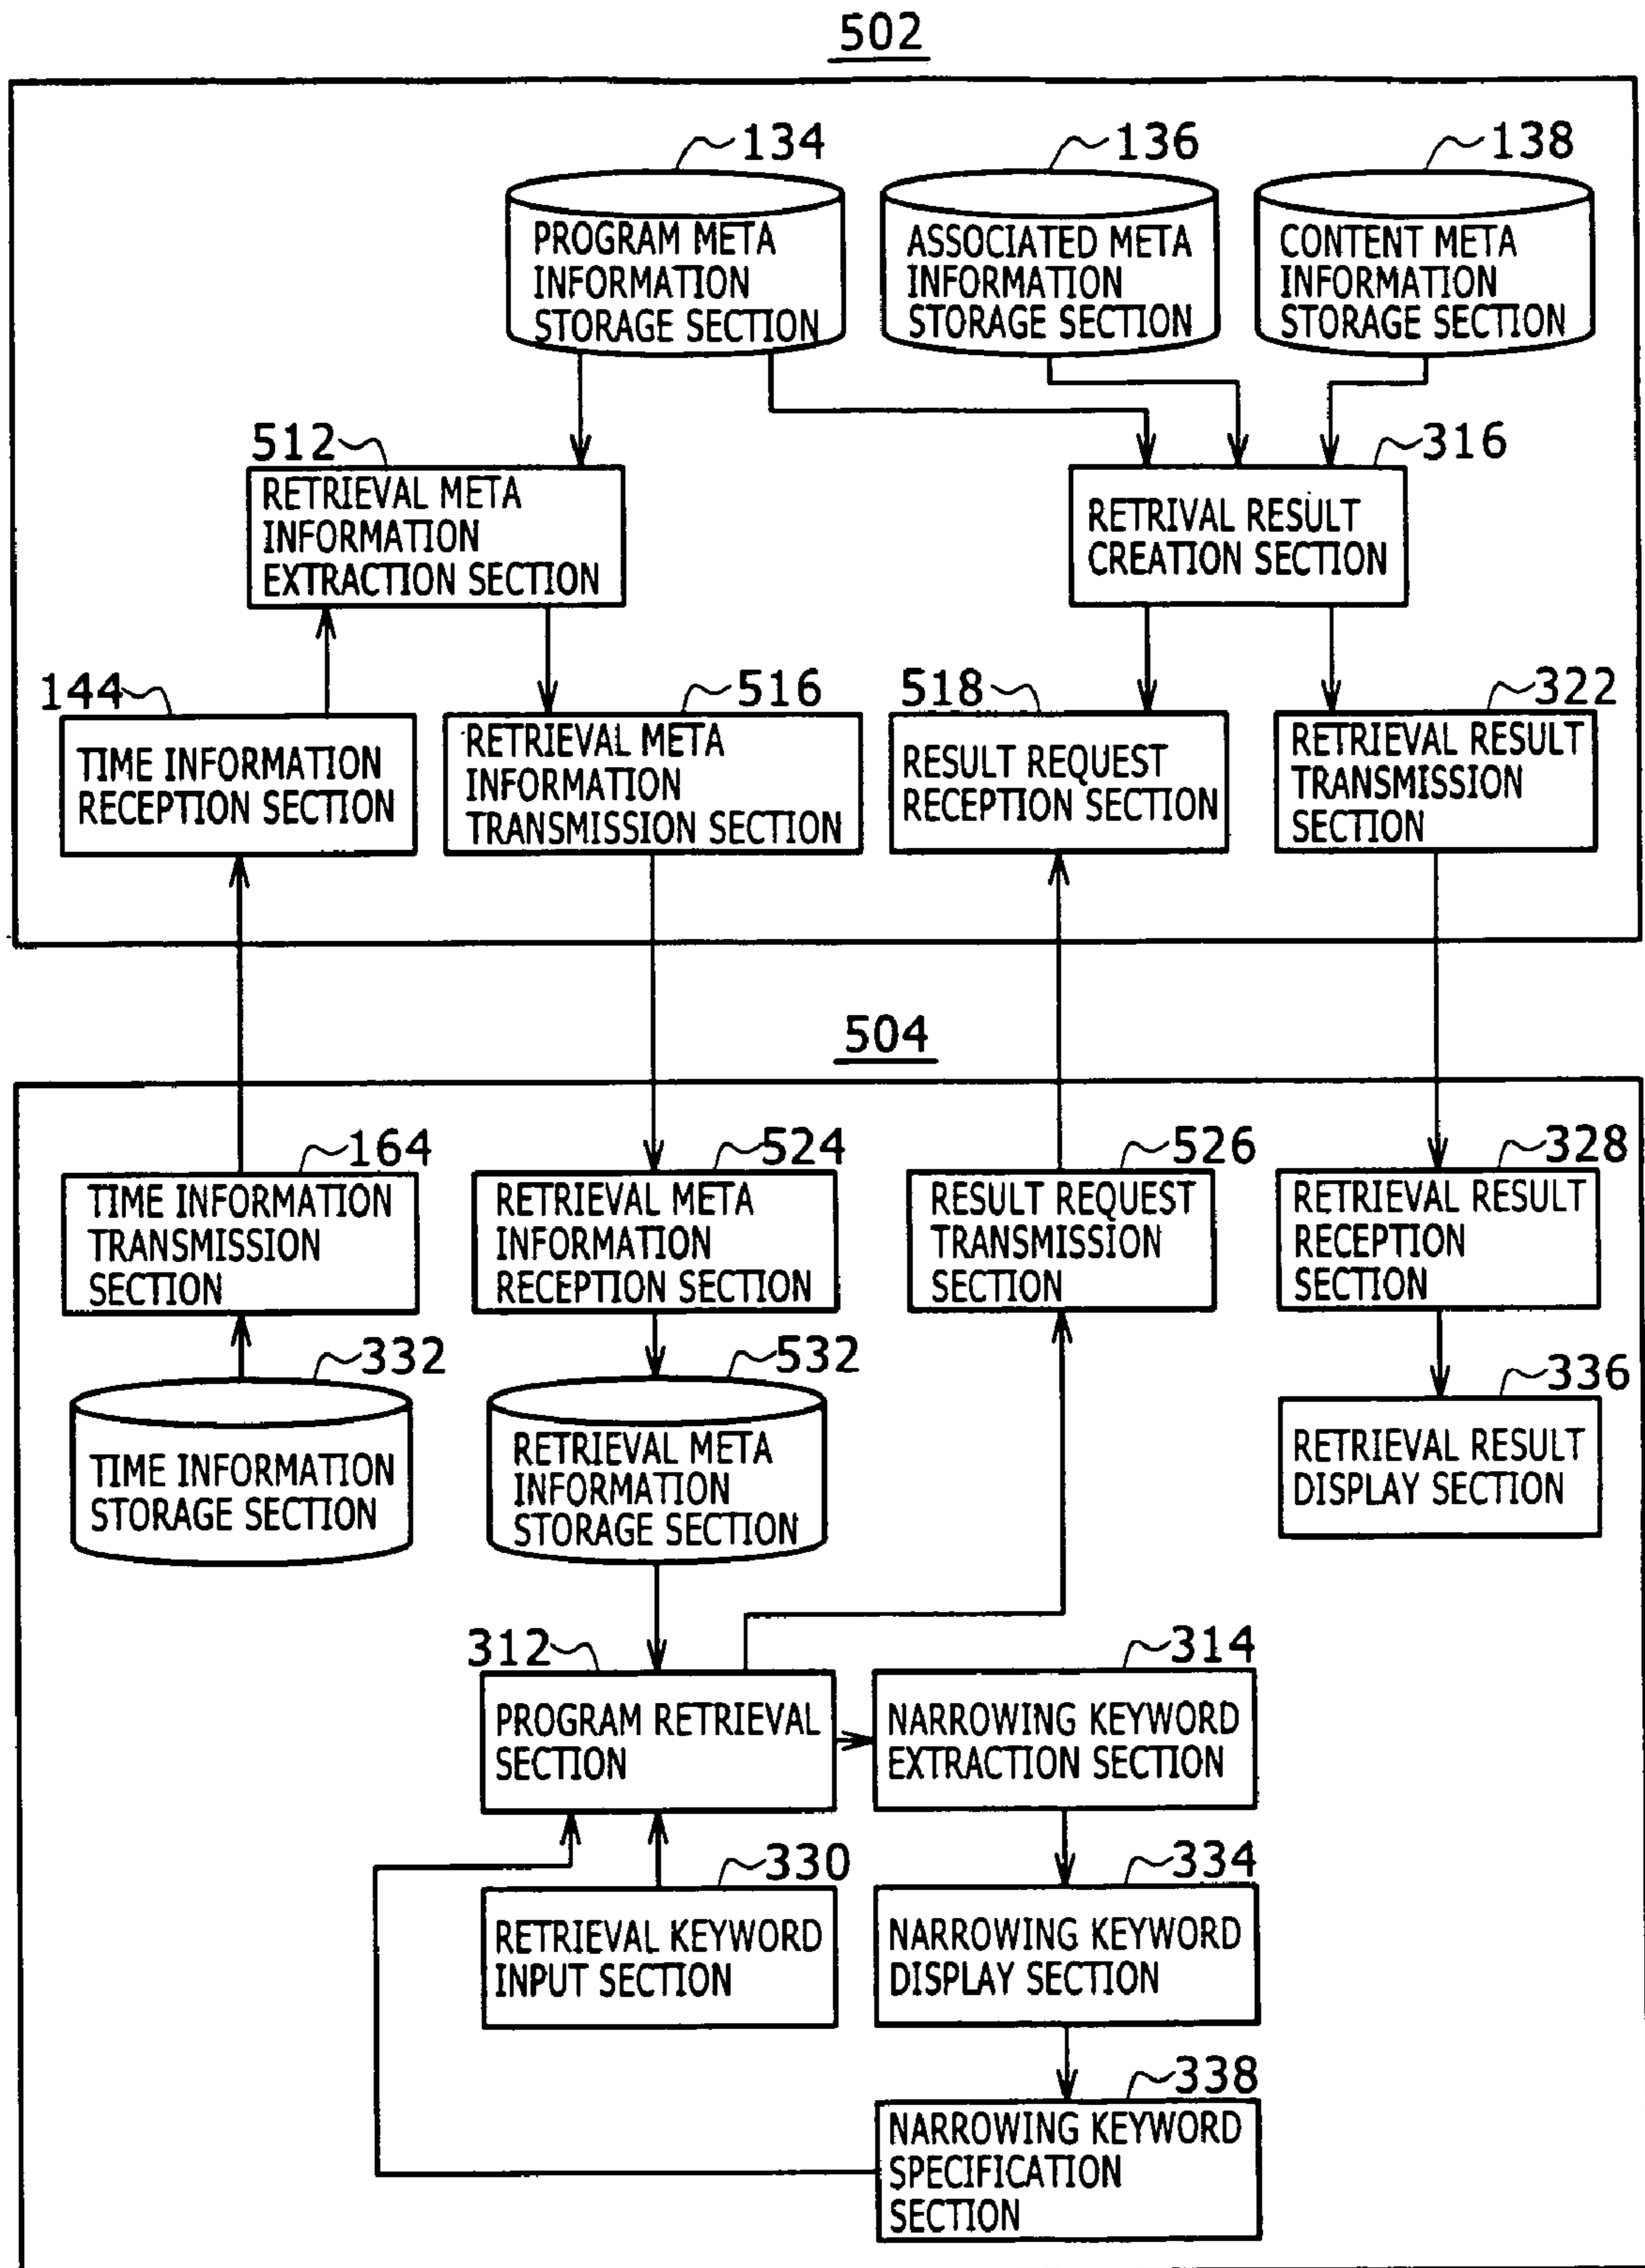 502
134
136
138
PROGRAM META
INFORMATION
STORAGE SECTION
ASSOCIATED META
INFORMATION
STORAGE SECTION
CONTENT META
INFORMATION
STORAGE SECTION
512
RETRIEVAL META
INFORMATION
EXTRACTION SECTION
316
RETRIVAL RESULT
CREATION SECTION
144
TIME INFORMATION
RECEPTION SECTION
516
RETRIEVAL META
INFORMATION
TRANSMISSION SECTION
518
RESULT REQUEST
RECEPTION SECTION
322
RETRIEVAL RESULT
TRANSMISSION
SECTION
504
164
TIME INFORMATION
TRANSMISSION
SECTION
524
RETRIEVAL META
INFORMATION
RECEPTION SECTION
526
RESULT REQUEST
TRANSMISSION
SECTION
328
RETRIEVAL RESULT
RECEPTION
SECTION
332
TIME INFORMATION
STORAGE SECTION
532
RETRIEVAL META
INFORMATION
STORAGE SECTION
336
RETRIEVAL RESULT
DISPLAY SECTION
312
PROGRAM RETRIEVAL
SECTION
314
NARROWING KEYWORD
EXTRACTION SECTION
330
RETRIEVAL KEYWORD
INPUT SECTION
334
NARROWING KEYWORD
DISPLAY SECTION
338
NARROWING KEYWORD
SPECIFICATION
SECTION